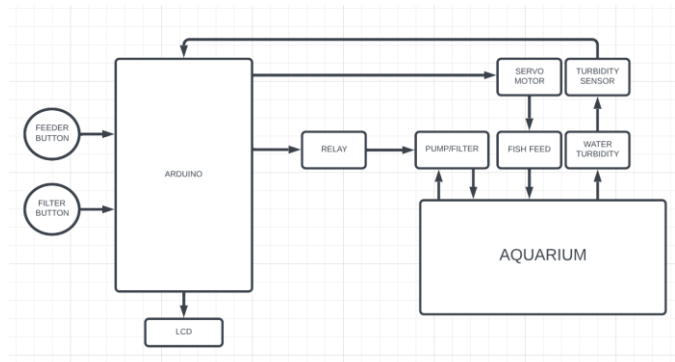 SERVO
MOTOR
TURBIDITY
SENSOR
FEEDER
BUTTON
RELAY
PUMP/FILTER
FISH FEED
WATER
TURBIDITY
ARDUINO
FILTER
BUTTON
AQUARIUM
LCD